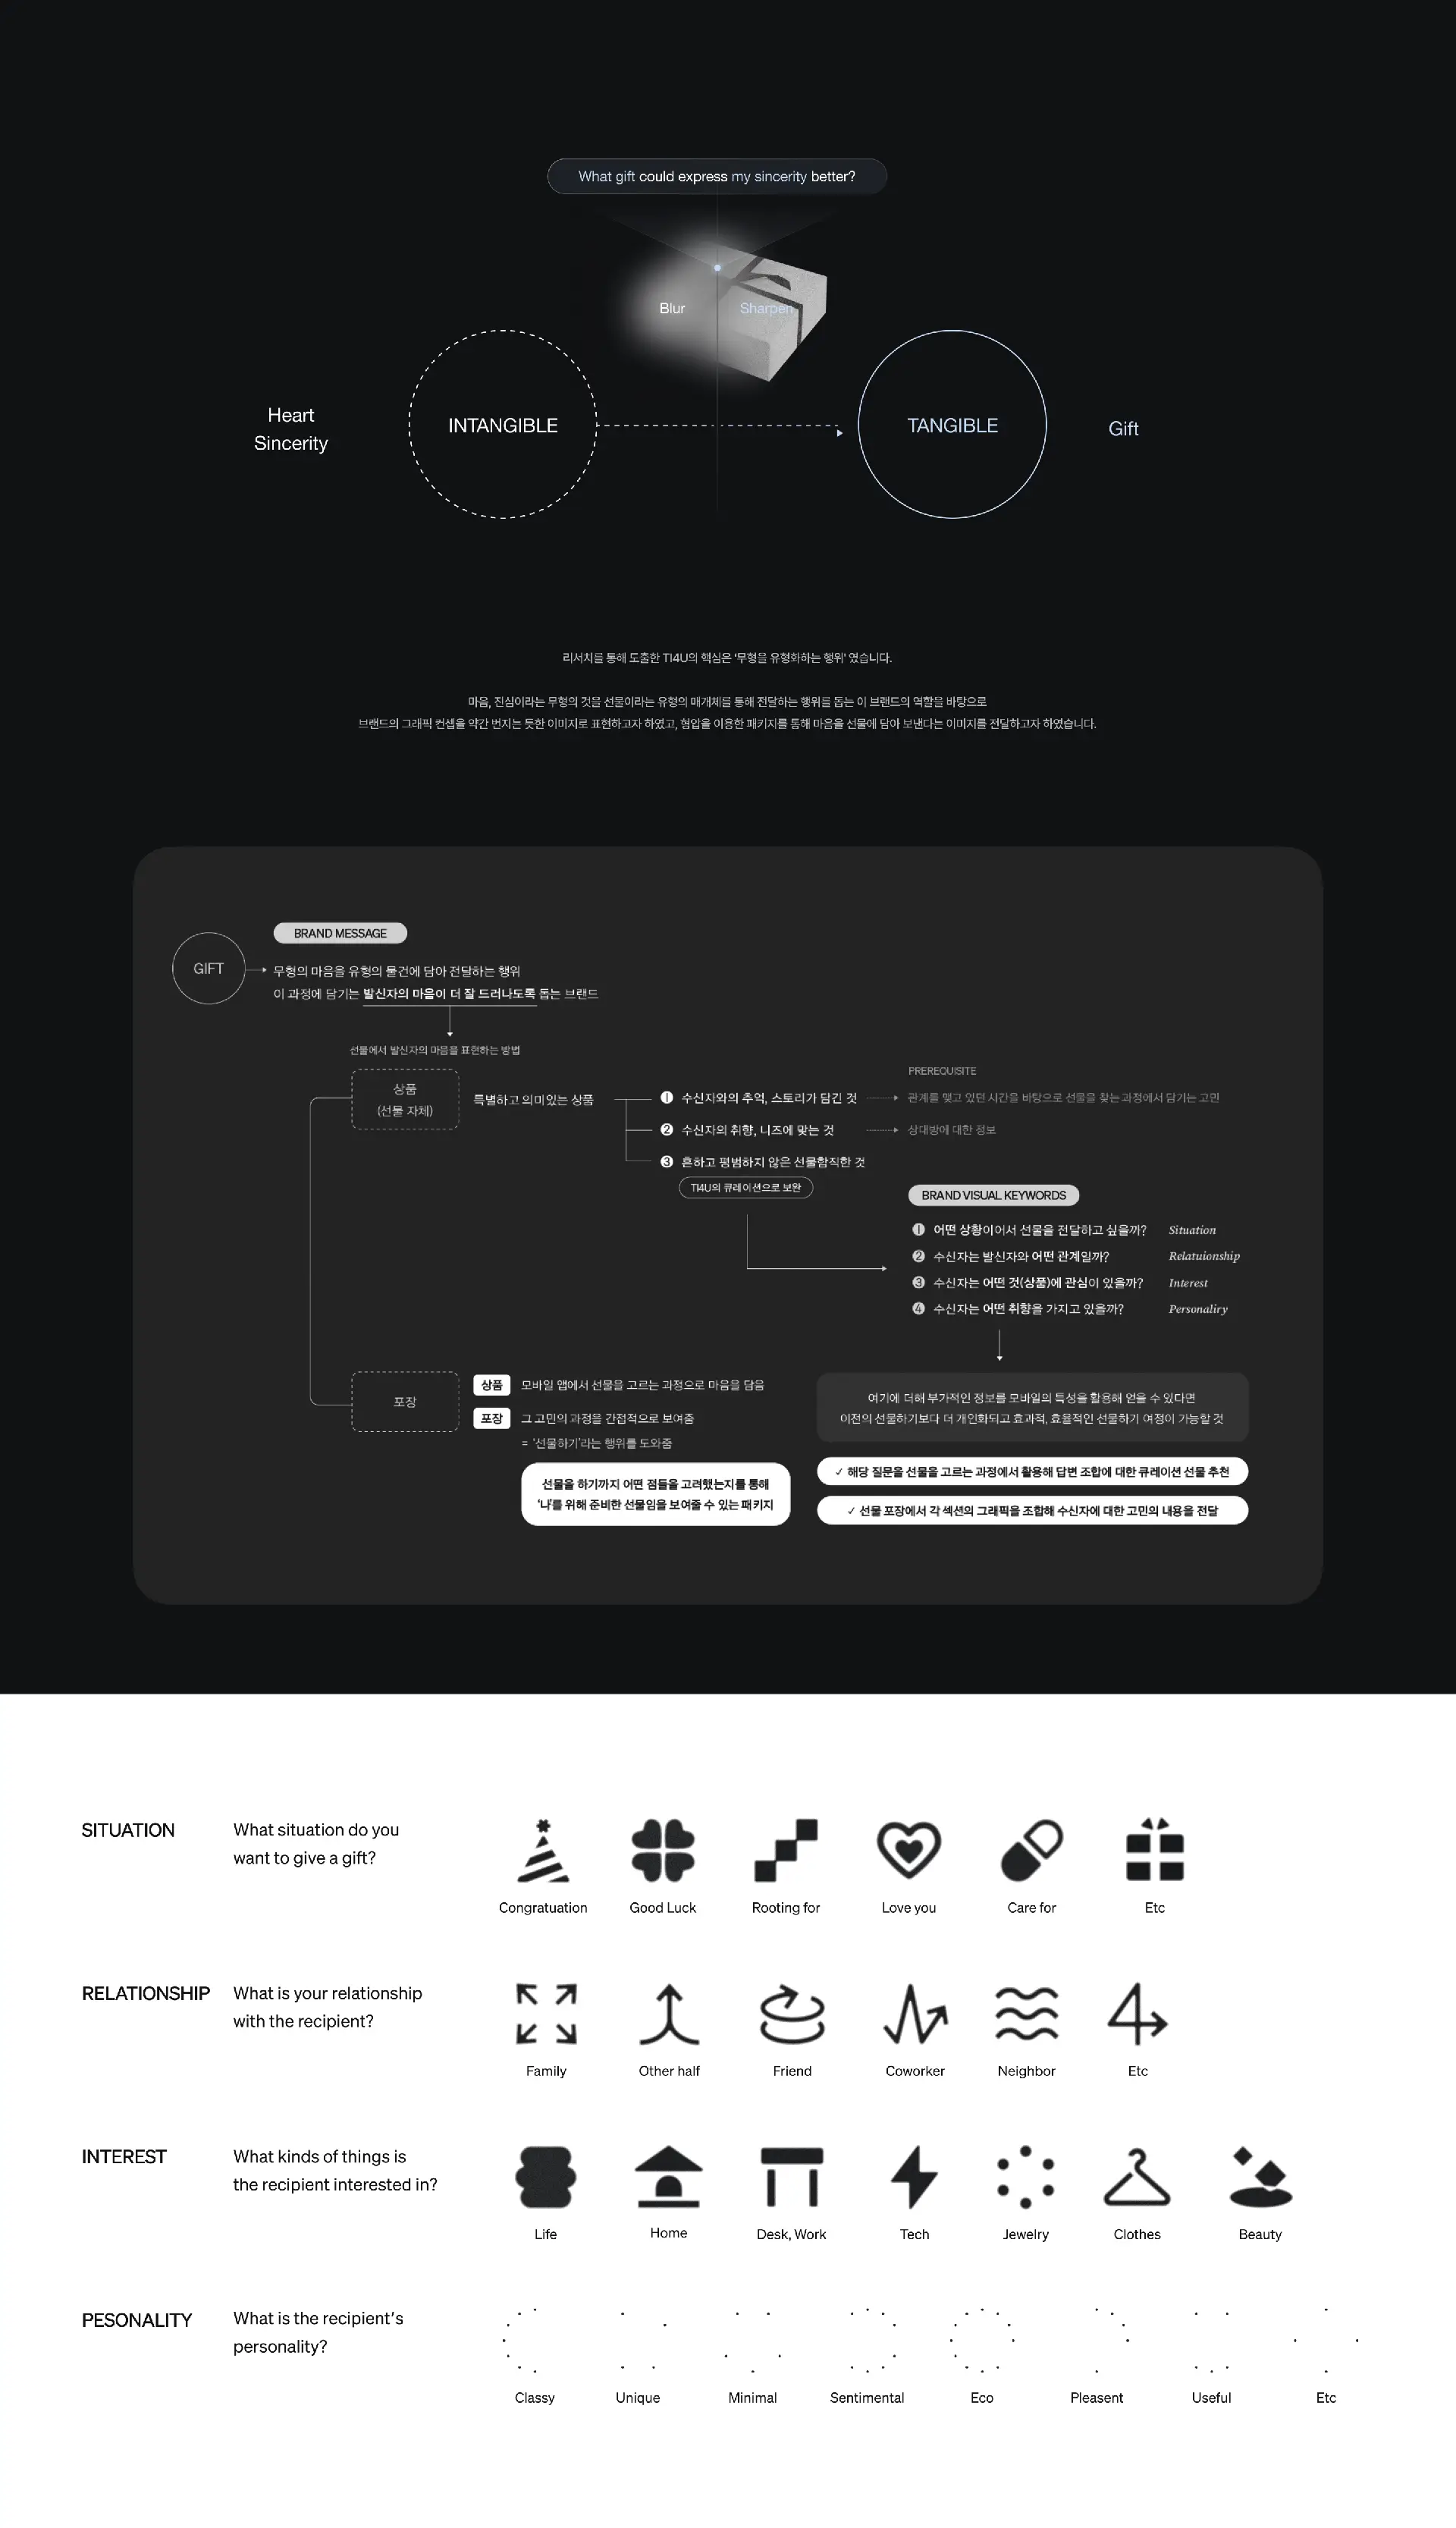 What gift could express my sincerity better?
Blur
Sharpen
Heart
Sincerity
INTANGIBLE
TANGIBLE
Gift
리서치를 통해 도출한 TI4U의 핵심은 ‘무형을 유형화하는 행위’ 였습니다.
마음, 진심이라는 무형의 것을 선물이라는 유형의 매개체를 통해 전달하는 행위를 돕는 이 브랜드의 역할을 바탕으로
브랜드의 그래픽 컨셉을 약간 번지는 듯한 이미지로 표현하고자 하였고, 형압을 이용한 패키지를 통해 마음을 선물에 담아 보낸다는 이미지를 전달하고자 하였습니다.
GIFT
BRAND MESSAGE
무형의 마음을 유형의 물건에 담아 전달하는 행위
이 과정에 담기는 발신자의 마음이 더 잘 드러나도록 돕는 브랜드
선물에서 발신자의 마음을 표현하는 방법
상품
(선물 자체)
특별하고 의미있는 상품
PREREQUISITE
1 수신자와의 추억, 스토리가 담긴 것
관계를 맺고 있던 시간을 바탕으로 선물을 찾는 과정에서 담기는 고민
2 수신자의 취향, 니즈에 맞는 것
상대방에 대한 정보
3 흔하고 평범하지 않은 선물함직한 것
TI4U의 큐레이션으로 보완
BRAND VISUAL KEYWORDS
1 어떤 상황이어서 선물을 전달하고 싶을까? Situation
2 수신자는 발신자와 어떤 관계일까? Relatuionship
3 수신자는 어떤 것(상품)에 관심이 있을까? Interest
4 수신자는 어떤 취향을 가지고 있을까? Personaliry
포장
상품 모바일 앱에서 선물을 고르는 과정으로 마음을 담음
포장 그 고민의 과정을 간접적으로 보여줌
= ‘선물하기’라는 행위를 도와줌
선물을 하기까지 어떤 점들을 고려했는지를 통해
‘나’를 위해 준비한 선물임을 보여줄 수 있는 패키지
여기에 더해 부가적인 정보를 모바일의 특성을 활용해 얻을 수 있다면
이전의 선물하기보다 더 개인화되고 효과적, 효율적인 선물하기 여정이 가능할 것
✓ 해당 질문을 선물을 고르는 과정에서 활용해 답변 조합에 대한 큐레이션 선물 추천
✓ 선물 포장에서 각 섹션의 그래픽을 조합해 수신자에 대한 고민의 내용을 전달
SITUATION
What situation do you
want to give a gift?
Congratuation
Good Luck
Rooting for
Love you
Care for
Etc
RELATIONSHIP
What is your relationship
with the recipient?
Family
Other half
Friend
Coworker
Neighbor
Etc
INTEREST
What kinds of things is
the recipient interested in?
Life
Home
Desk, Work
Tech
Jewelry
Clothes
Beauty
PESONALITY
What is the recipient's
personality?
Classy
Unique
Minimal
Sentimental
Eco
Pleasent
Useful
Etc